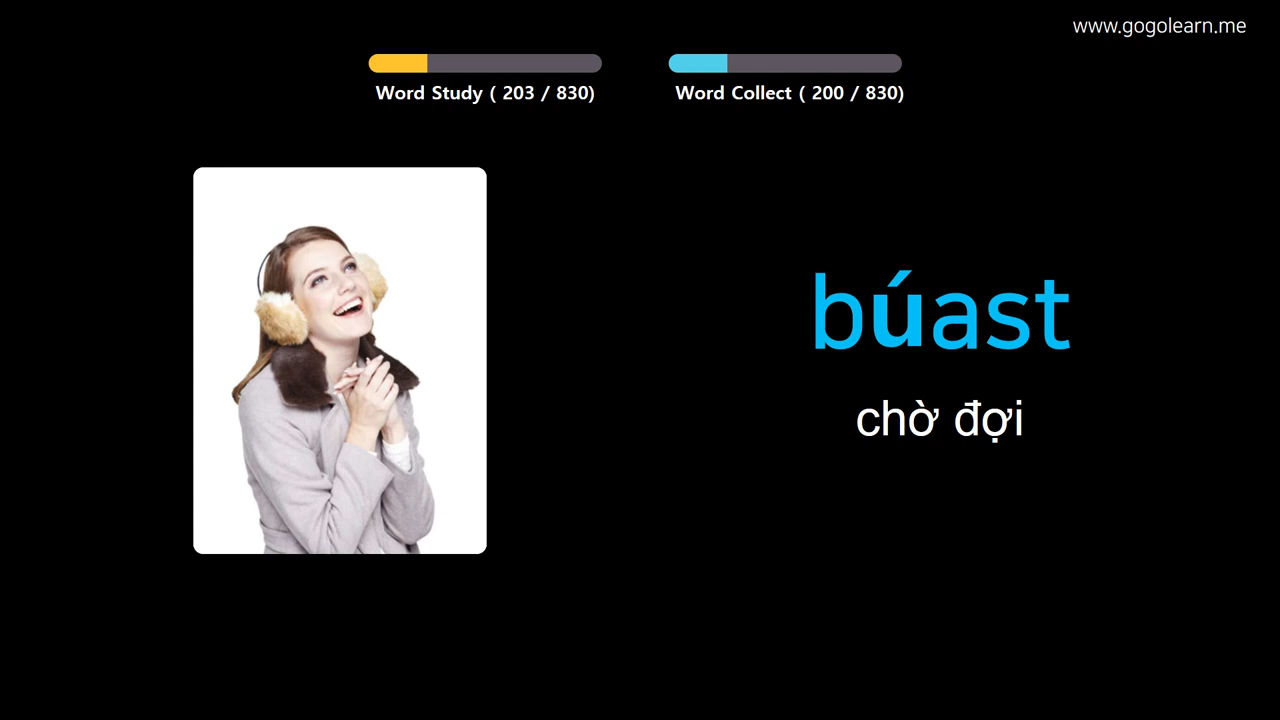 www.gogolearn.me
Word Study ( 203 / 830)
Word Collect ( 200 / 830)
búast
chờ đợi